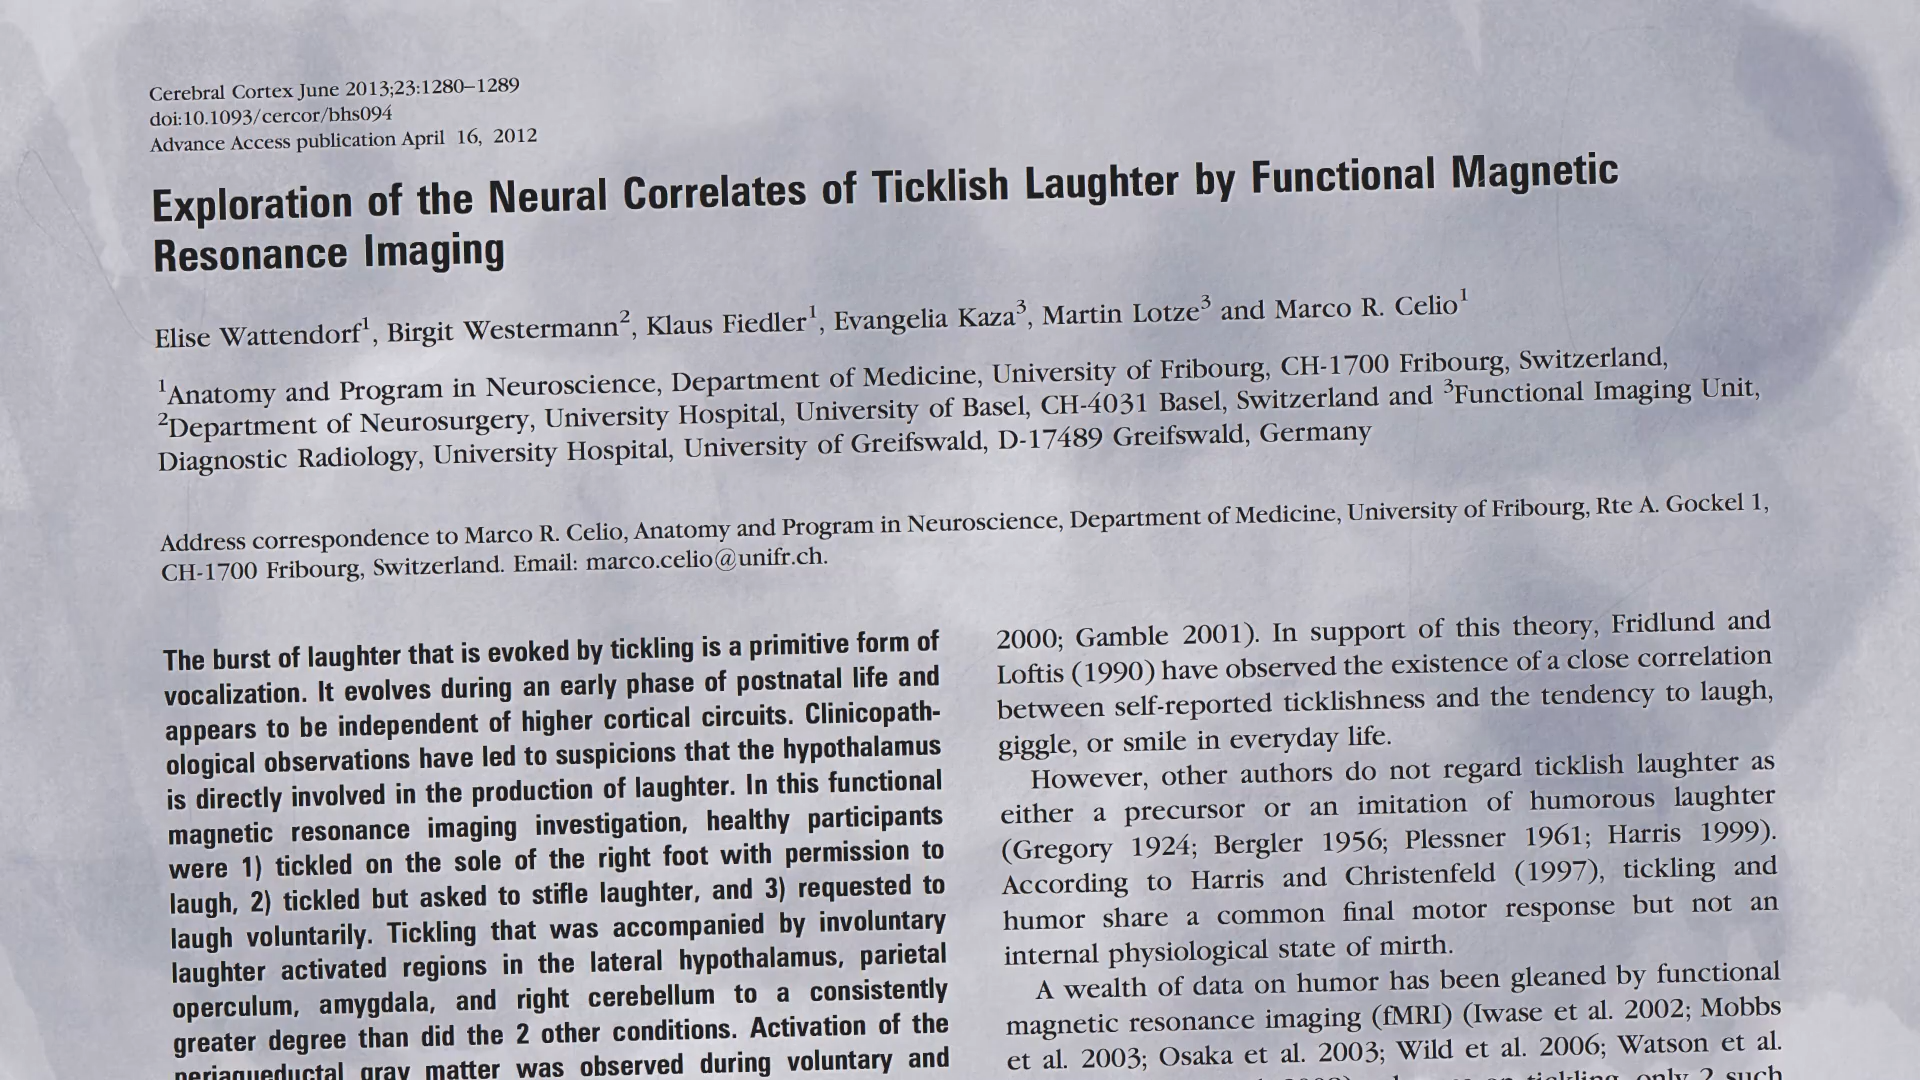 Cerebral Cortex June 2013;23:1280–1289
doi:10.1093/cercor/bhs094
Advance Access publication April 16, 2012
Exploration of the Neural Correlates of Ticklish Laughter by Functional Magnetic
Resonance Imaging
Elise Wattendorf1, Birgit Westermann2, Klaus Fiedler1, Evangelia Kaza3, Martin Lotze3 and Marco R. Celio1
1Anatomy and Program in Neuroscience, Department of Medicine, University of Fribourg, CH-1700 Fribourg, Switzerland,
2Department of Neurosurgery, University Hospital, University of Basel, CH-4031 Basel, Switzerland and 3Functional Imaging Unit,
Diagnostic Radiology, University Hospital, University of Greifswald, D-17489 Greifswald, Germany
Address correspondence to Marco R. Celio, Anatomy and Program in Neuroscience, Department of Medicine, University of Fribourg, Rte A. Gockel 1,
CH-1700 Fribourg, Switzerland. Email: marco.celio@unifr.ch.
The burst of laughter that is evoked by tickling is a primitive form of
vocalization. It evolves during an early phase of postnatal life and
appears to be independent of higher cortical circuits. Clinicopath-
ological observations have led to suspicions that the hypothalamus
is directly involved in the production of laughter. In this functional
magnetic resonance imaging investigation, healthy participants
were 1) tickled on the sole of the right foot with permission to
laugh, 2) tickled but asked to stifle laughter, and 3) requested to
laugh voluntarily. Tickling that was accompanied by involuntary
laughter activated regions in the lateral hypothalamus, parietal
operculum, amygdala, and right cerebellum to a consistently
greater degree than did the 2 other conditions. Activation of the
periaqueductal gray matter was observed during voluntary and
2000; Gamble 2001). In support of this theory, Fridlund and
Loftis (1990) have observed the existence of a close correlation
between self-reported ticklishness and the tendency to laugh,
giggle, or smile in everyday life.
However, other authors do not regard ticklish laughter as
either a precursor or an imitation of humorous laughter
(Gregory 1924; Bergler 1956; Plessner 1961; Harris 1999).
According to Harris and Christenfeld (1997), tickling and
humor share a common final motor response but not an
internal physiological state of mirth.
A wealth of data on humor has been gleaned by functional
magnetic resonance imaging (fMRI) (Iwase et al. 2002; Mobbs
et al. 2003; Osaka et al. 2003; Wild et al. 2006; Watson et al.
tickling, only 2 such